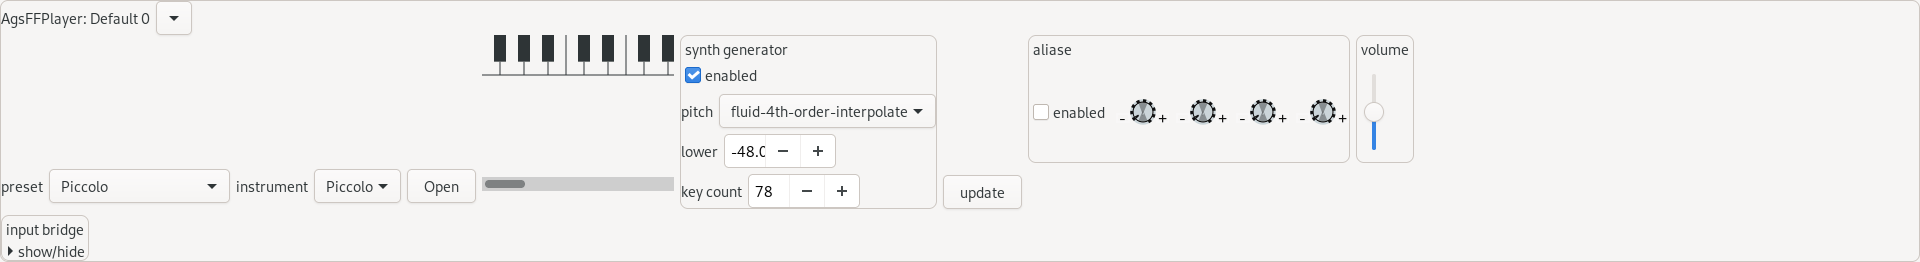 AgsFFPlayer: Default 0
preset Piccolo instrument Piccolo Open
synth generator
enabled
pitch fluid-4th-order-interpolate
lower -48.0 − +
key count 78 − +
update
aliase
enabled - + - + - + - +
volume
input bridge
show/hide